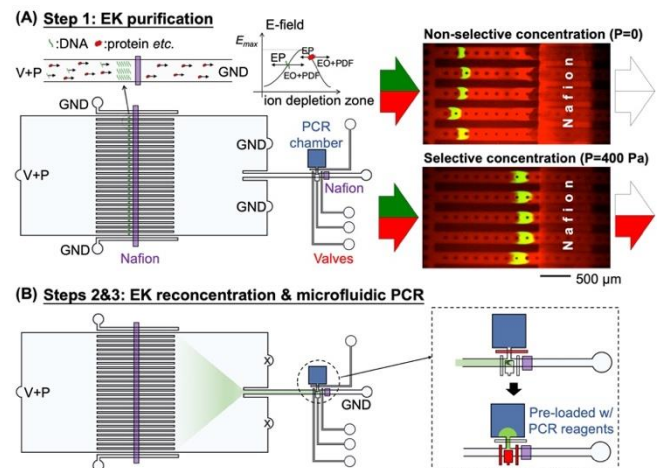 (A) Step 1: EK purification
:DNA :protein etc.
V+P
GND
E-field
Emax
EP
EP
EO+PDF
EO+PDF
ion depletion zone
Non-selective concentration (P=0)
Nafion
GND
V+P
GND
GND
GND
Nafion
PCR
chamber
Nafion
Valves
Selective concentration (P=400 Pa)
Nafion
500 µm
(B) Steps 2&3: EK reconcentration & microfluidic PCR
V+P
X
X
GND
Pre-loaded w/
PCR reagents